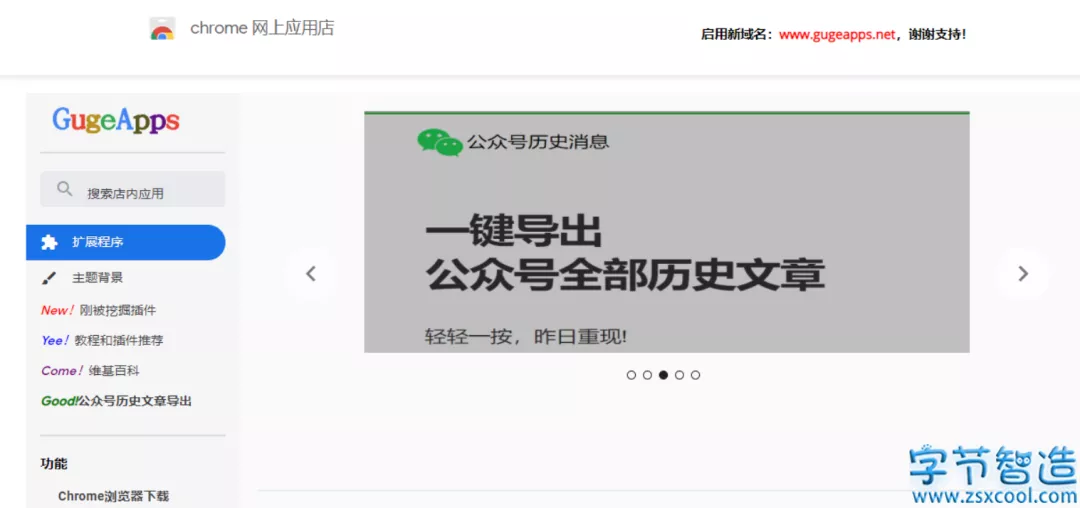 chrome 网上应用店
启用新域名：www.gugeapps.net，谢谢支持！
GugeApps
搜索店内应用
扩展程序
主题背景
New! 刚被挖掘插件
Yee! 教程和插件推荐
Come! 维基百科
Good!公众号历史文章导出
功能
Chrome浏览器下载
公众号历史消息
一键导出
公众号全部历史文章
轻轻一按，昨日重现!
字节智造
www.zsxcool.com